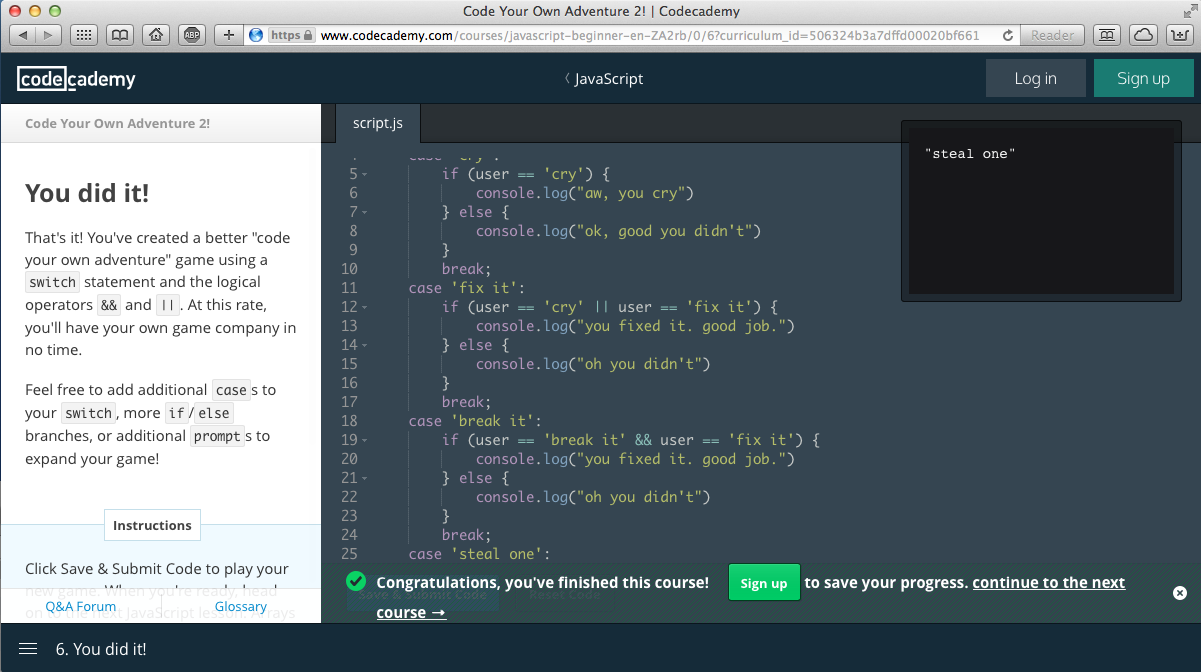 Code Your Own Adventure 2! | Codecademy
ABP
https
www.codecademy.com/courses/javascript-beginner-en-ZA2rb/0/6?curriculum_id=506324b3a7dffd00020bf661
Reader
codecademy
〈 JavaScript
Log in
Sign up
Code Your Own Adventure 2!
script.js
You did it!
That's it! You've created a better "code
your own adventure" game using a
switch statement and the logical
operators && and ||. At this rate,
you'll have your own game company in
no time.
Feel free to add additional cases to
your switch, more if/else
branches, or additional prompts to
expand your game!
Instructions
Click Save & Submit Code to play your
new game. When you're ready, head
on to the next JavaScript lesson: Arrays
Q&A Forum
Glossary
4 case 'cry':
5 if (user == 'cry') {
6 console.log("aw, you cry")
7 } else {
8 console.log("ok, good you didn't")
9 }
10 break;
11 case 'fix it':
12 if (user == 'cry' || user == 'fix it') {
13 console.log("you fixed it. good job.")
14 } else {
15 console.log("oh you didn't")
16 }
17 break;
18 case 'break it':
19 if (user == 'break it' && user == 'fix it') {
20 console.log("you fixed it. good job.")
21 } else {
22 console.log("oh you didn't")
23 }
24 break;
25 case 'steal one':
"steal one"
Congratulations, you've finished this course! Sign up to save your progress. continue to the next
course →
Save & Submit Code
Reset Code
6. You did it!